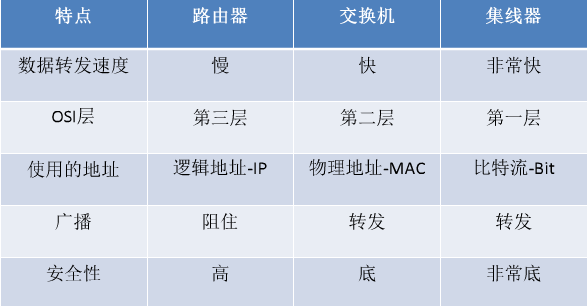 特点 路由器 交换机 集线器
数据转发速度 慢 快 非常快
OSI层 第三层 第二层 第一层
使用的地址 逻辑地址-IP 物理地址-MAC 比特流-Bit
广播 阻住 转发 转发
安全性 高 底 非常底